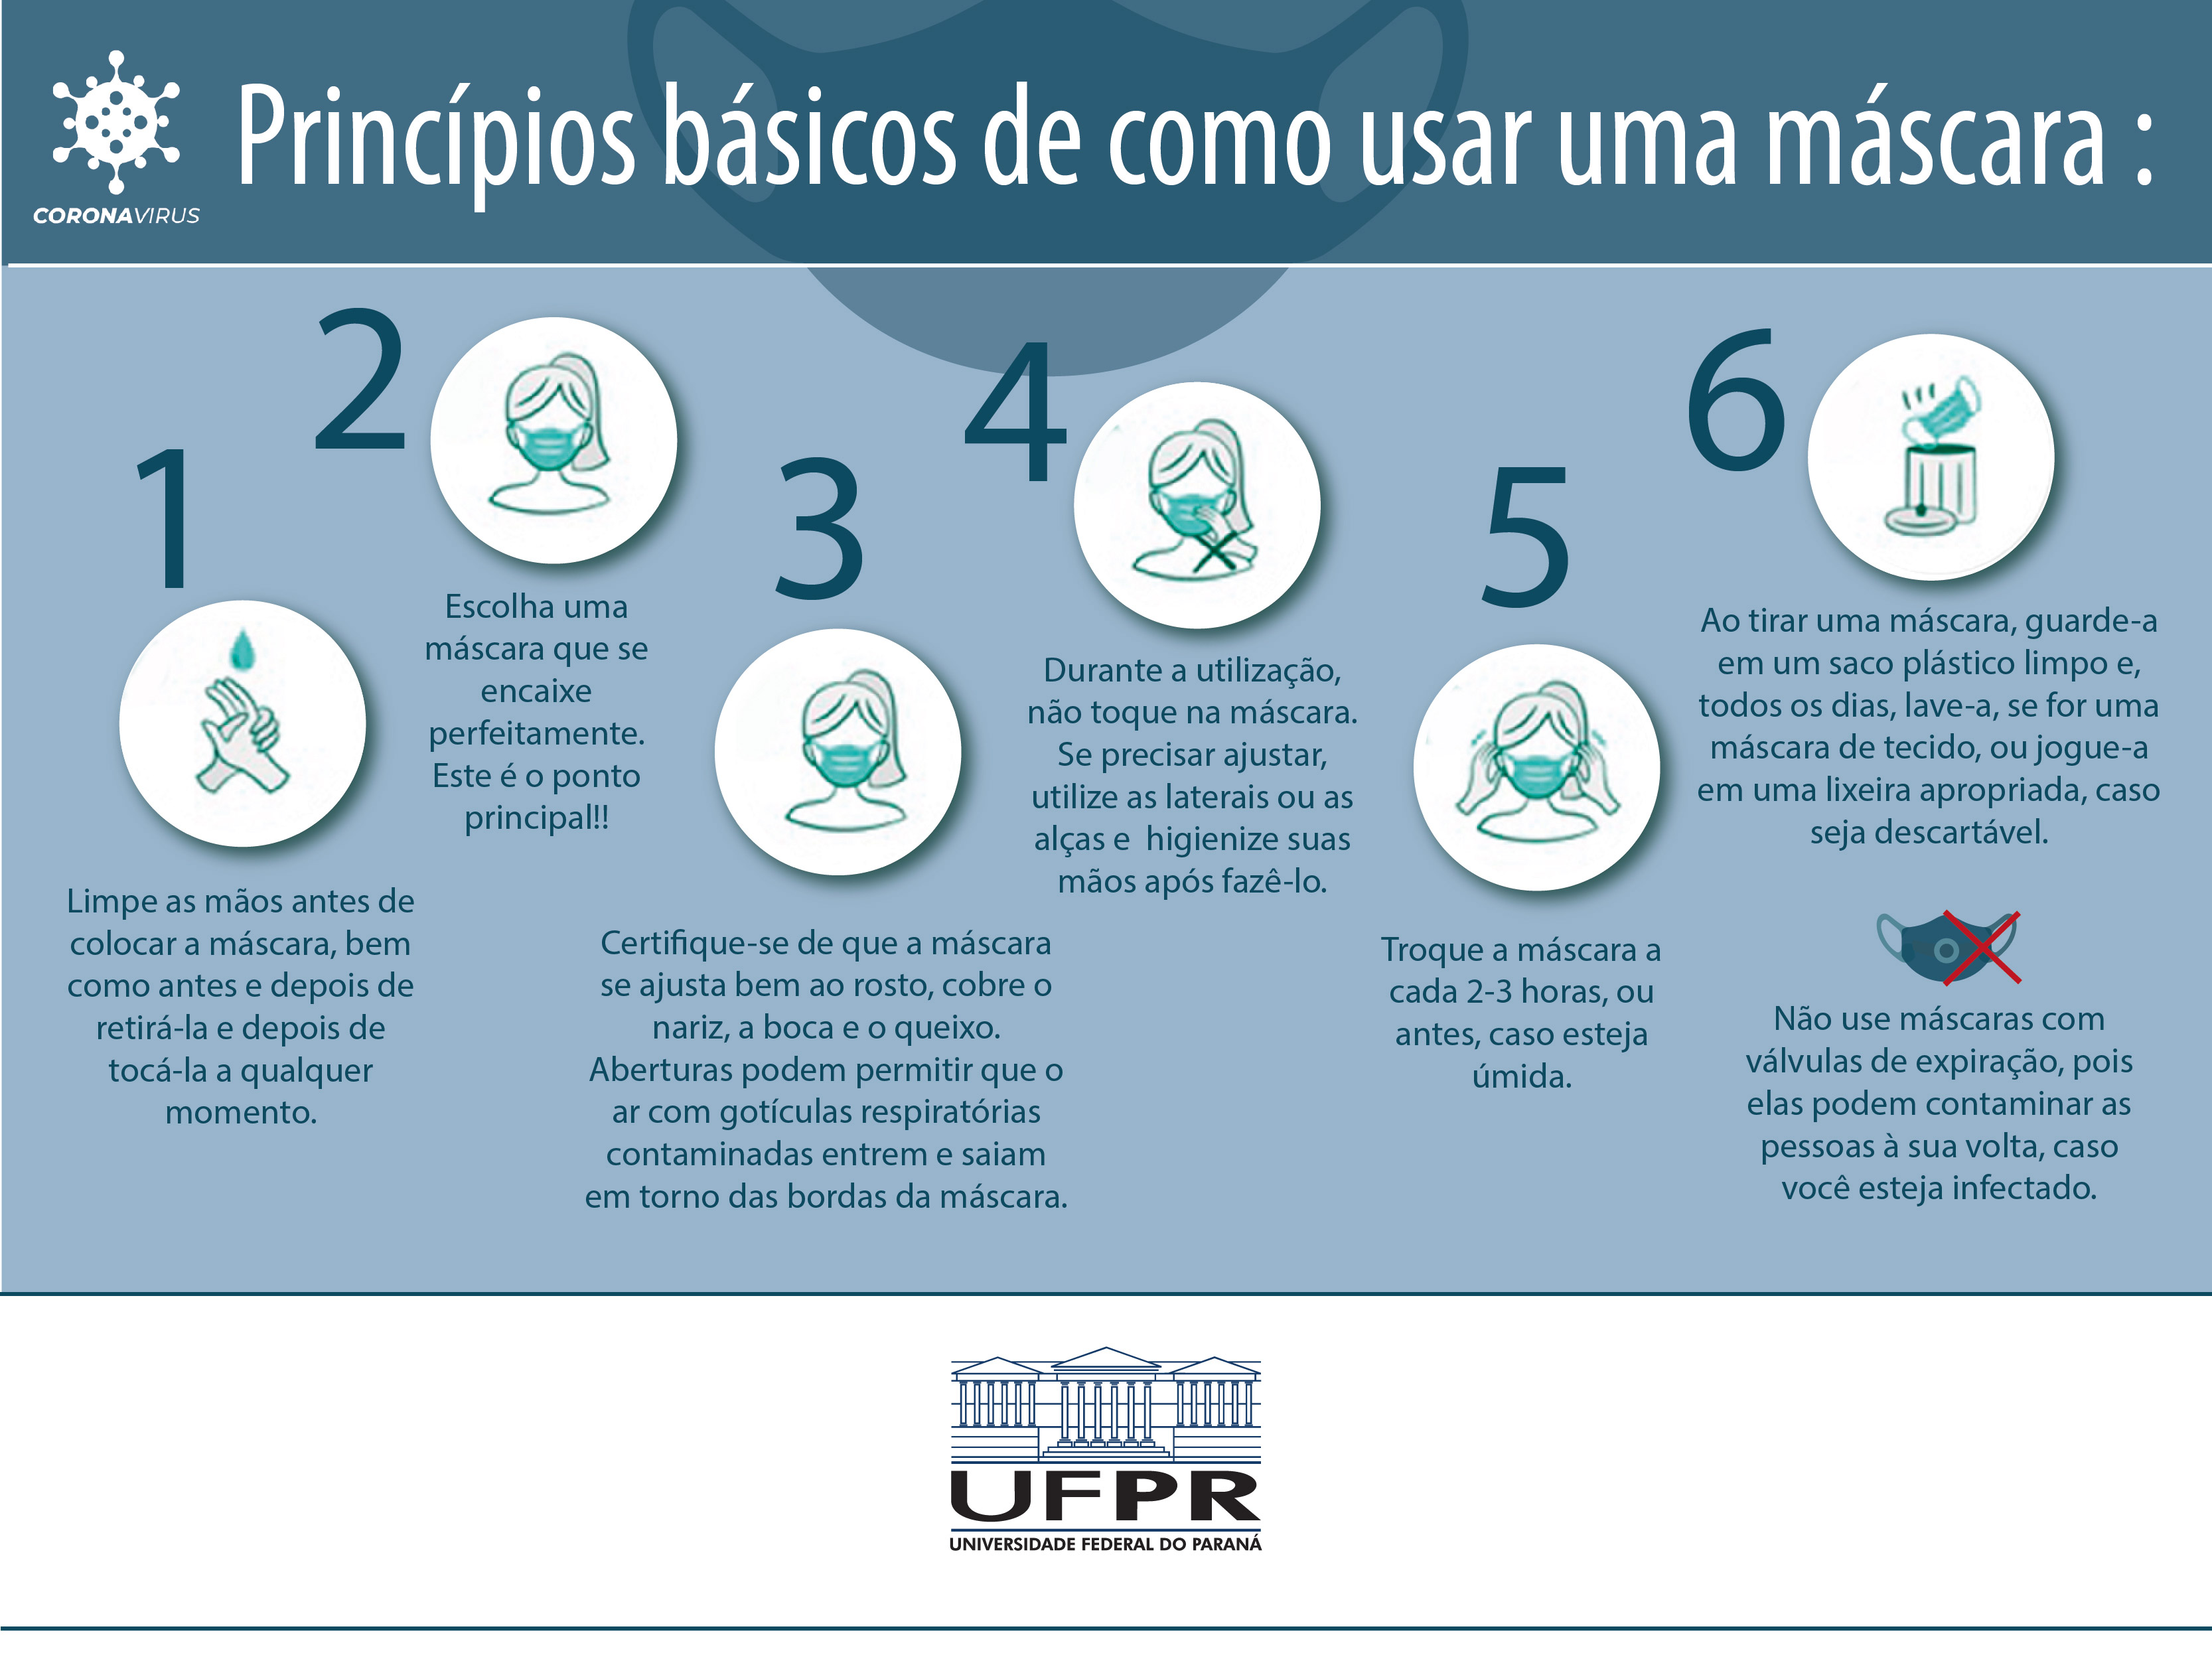 CORONAVIRUS
Princípios básicos de como usar uma máscara :
1
Limpe as mãos antes de
colocar a máscara, bem
como antes e depois de
retirá-la e depois de
tocá-la a qualquer
momento.
2
Escolha uma
máscara que se
encaixe
perfeitamente.
Este é o ponto
principal!!
3
Certifique-se de que a máscara
se ajusta bem ao rosto, cobre o
nariz, a boca e o queixo.
Aberturas podem permitir que o
ar com gotículas respiratórias
contaminadas entrem e saiam
em torno das bordas da máscara.
4
Durante a utilização,
não toque na máscara.
Se precisar ajustar,
utilize as laterais ou as
alças e higienize suas
mãos após fazê-lo.
5
Troque a máscara a
cada 2-3 horas, ou
antes, caso esteja
úmida.
6
Ao tirar uma máscara, guarde-a
em um saco plástico limpo e,
todos os dias, lave-a, se for uma
máscara de tecido, ou jogue-a
em uma lixeira apropriada, caso
seja descartável.
Não use máscaras com
válvulas de expiração, pois
elas podem contaminar as
pessoas à sua volta, caso
você esteja infectado.
UFPR
UNIVERSIDADE FEDERAL DO PARANÁ